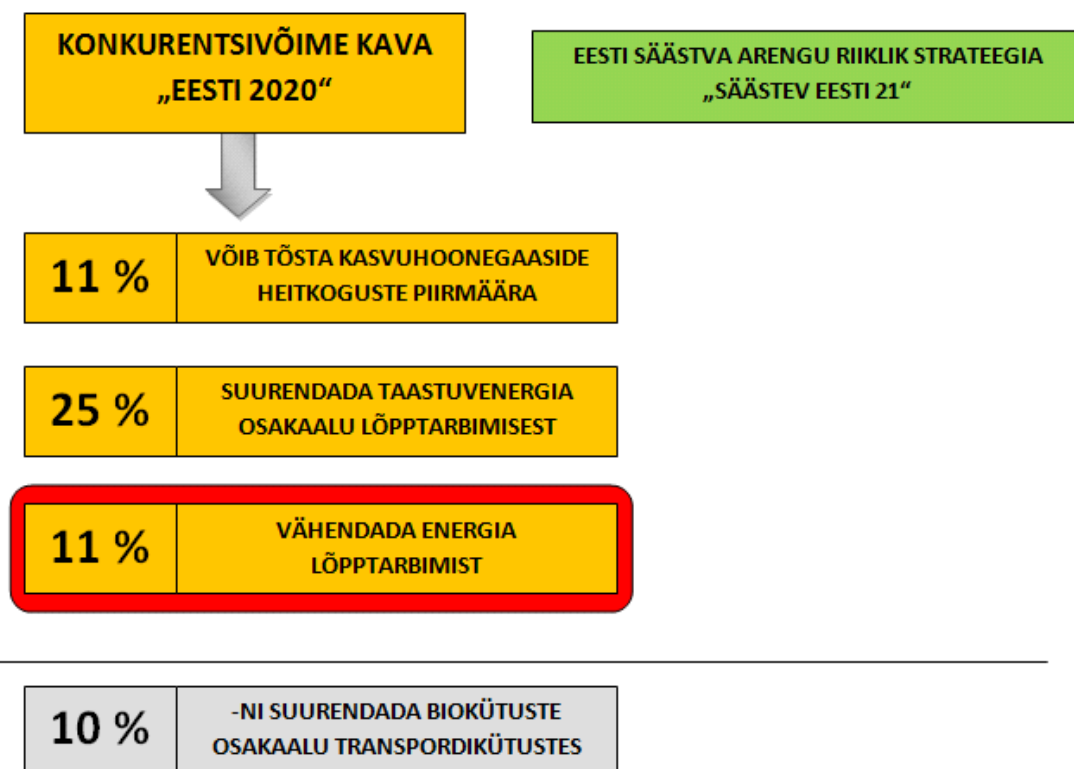 KONKURENTSIVÕIME KAVA
„EESTI 2020“
EESTI SÄÄSTVA ARENGU RIIKLIK STRATEEGIA
„SÄÄSTEV EESTI 21“
11 %
VÕIB TÕSTA KASVUHOONEGAASIDE
HEITKOGUSTE PIIRMÄÄRA
25 %
SUURENDADA TAASTUVENERGIA
OSAKAALU LÕPPTARBIMISEST
11 %
VÄHENDADA ENERGIA
LÕPPTARBIMIST
10 %
-NI SUURENDADA BIOKÜTUSTE
OSAKAALU TRANSPORDIKÜTUSTES